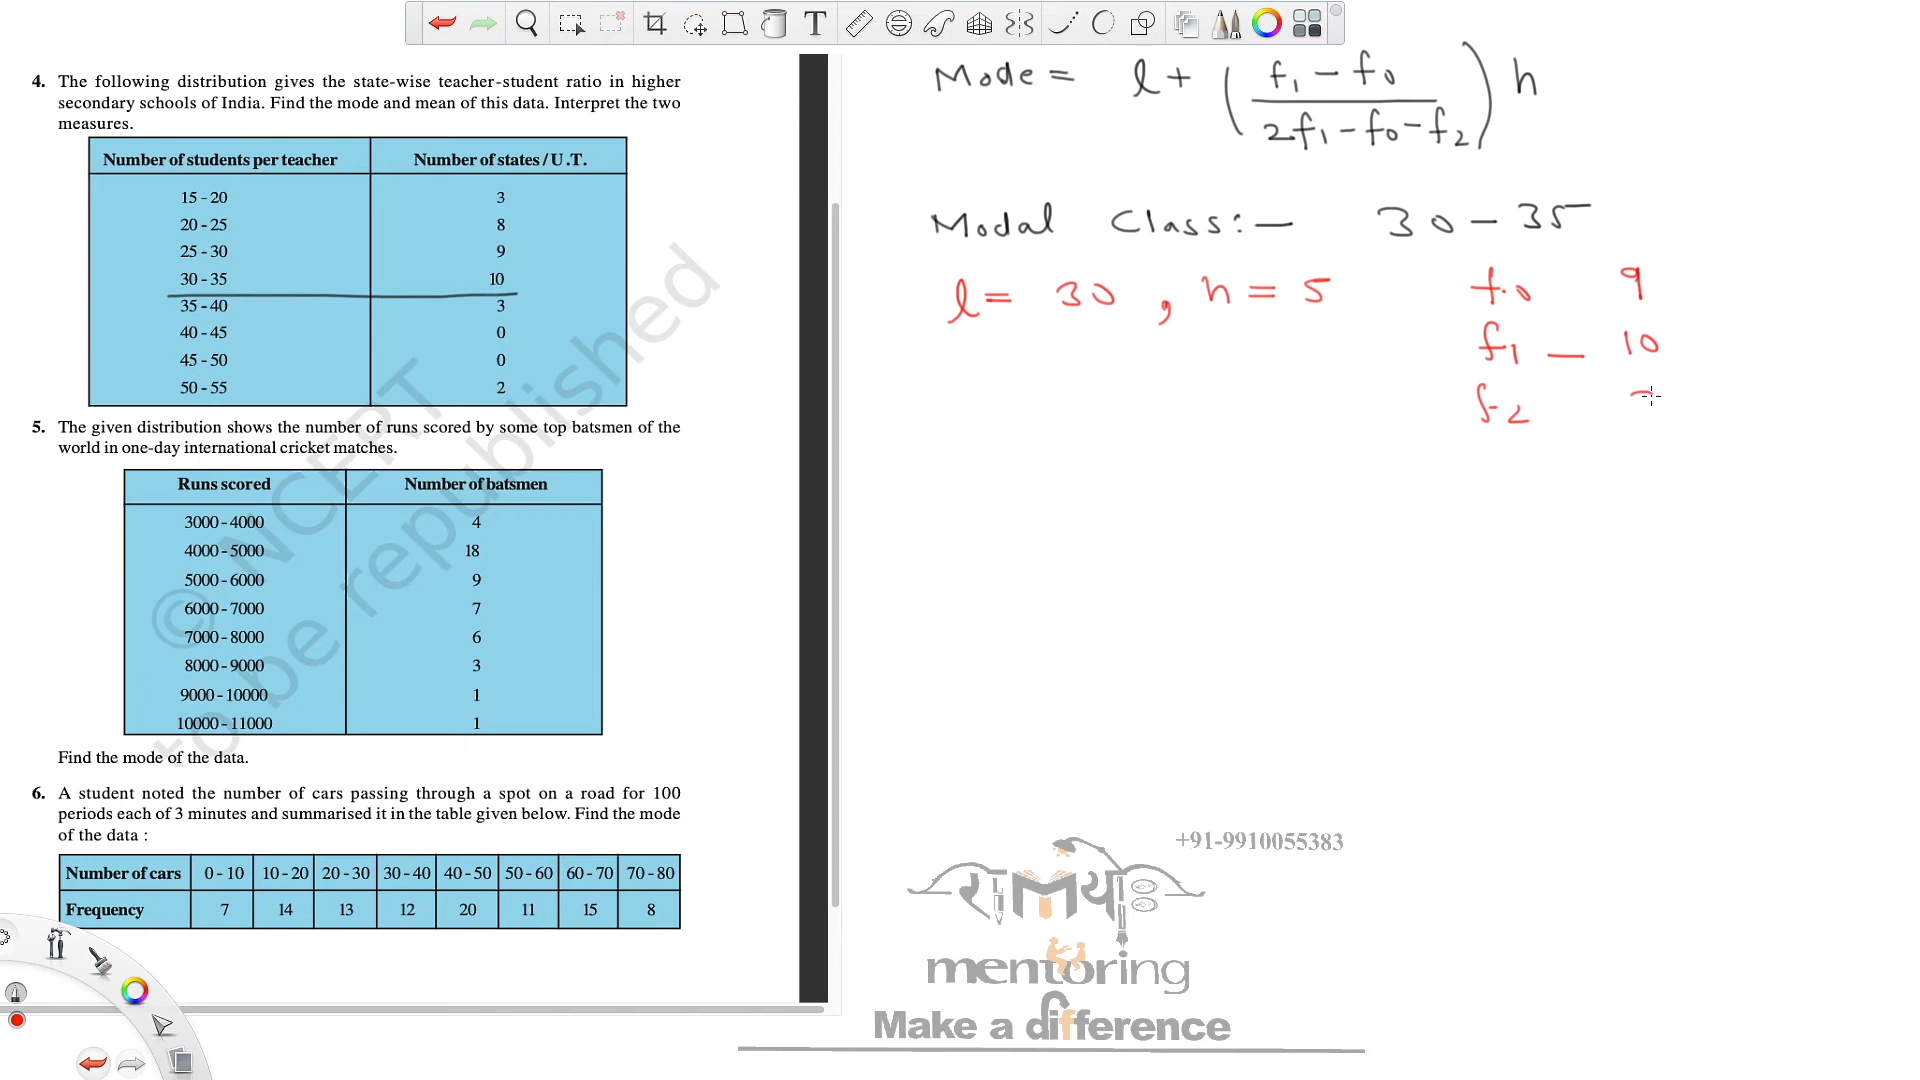 4. The following distribution gives the state-wise teacher-student ratio in higher
secondary schools of India. Find the mode and mean of this data. Interpret the two
measures.
Number of students per teacher Number of states / U.T.
15 - 20 3
20 - 25 8
25 - 30 9
30 - 35 10
35 - 40 3
40 - 45 0
45 - 50 0
50 - 55 2
5. The given distribution shows the number of runs scored by some top batsmen of the
world in one-day international cricket matches.
Runs scored Number of batsmen
3000 - 4000 4
4000 - 5000 18
5000 - 6000 9
6000 - 7000 7
7000 - 8000 6
8000 - 9000 3
9000 - 10000 1
10000 - 11000 1
Find the mode of the data.
6. A student noted the number of cars passing through a spot on a road for 100
periods each of 3 minutes and summarised it in the table given below. Find the mode
of the data :
Number of cars 0 - 10 10 - 20 20 - 30 30 - 40 40 - 50 50 - 60 60 - 70 70 - 80
Frequency 7 14 13 12 20 11 15 8
© NCERT
to be republished
Mode = l + ( f1 - f0 / 2f1 - f0 - f2 ) h
Modal Class :- 30 - 35
l = 30 , h = 5
f0 9
f1 - 10
f2
+91-9910055383
mentoring
Make a difference